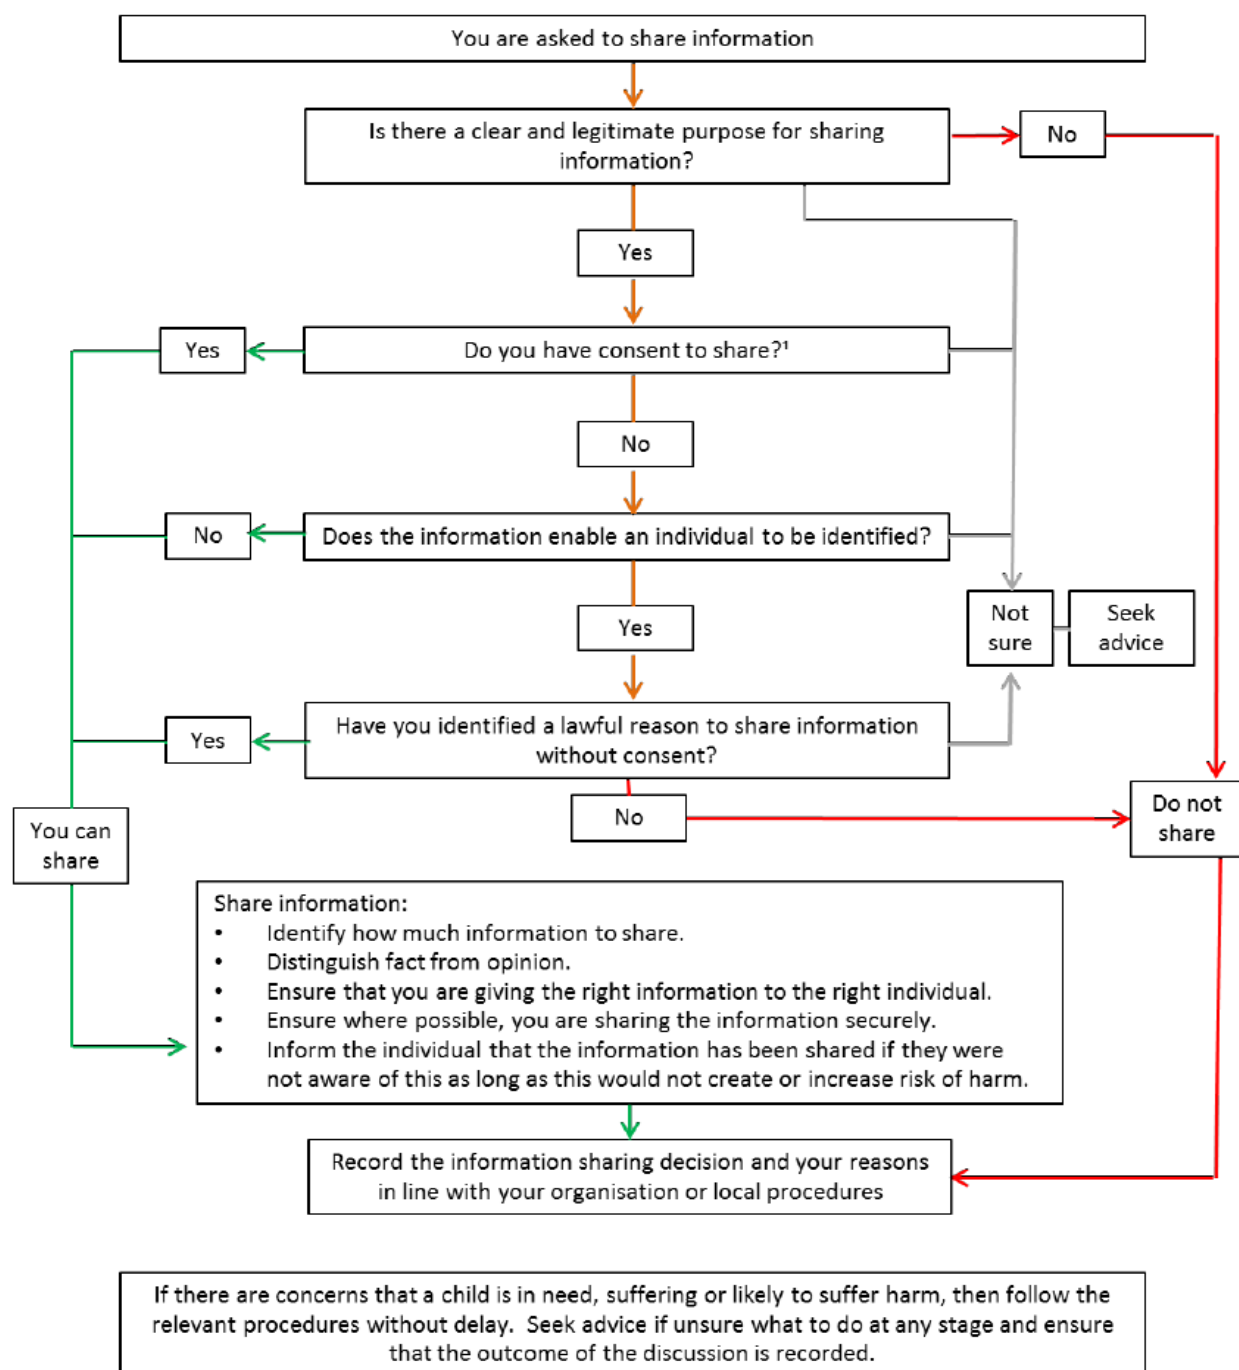 You are asked to share information
Is there a clear and legitimate purpose for sharing
information?
No
Yes
Yes
Do you have consent to share?¹
No
No
Does the information enable an individual to be identified?
Yes
Not
sure
Seek
advice
Yes
Have you identified a lawful reason to share information
without consent?
No
You can
share
Do not
share
Share information:
• Identify how much information to share.
• Distinguish fact from opinion.
• Ensure that you are giving the right information to the right individual.
• Ensure where possible, you are sharing the information securely.
• Inform the individual that the information has been shared if they were
not aware of this as long as this would not create or increase risk of harm.
Record the information sharing decision and your reasons
in line with your organisation or local procedures
If there are concerns that a child is in need, suffering or likely to suffer harm, then follow the
relevant procedures without delay.  Seek advice if unsure what to do at any stage and ensure
that the outcome of the discussion is recorded.